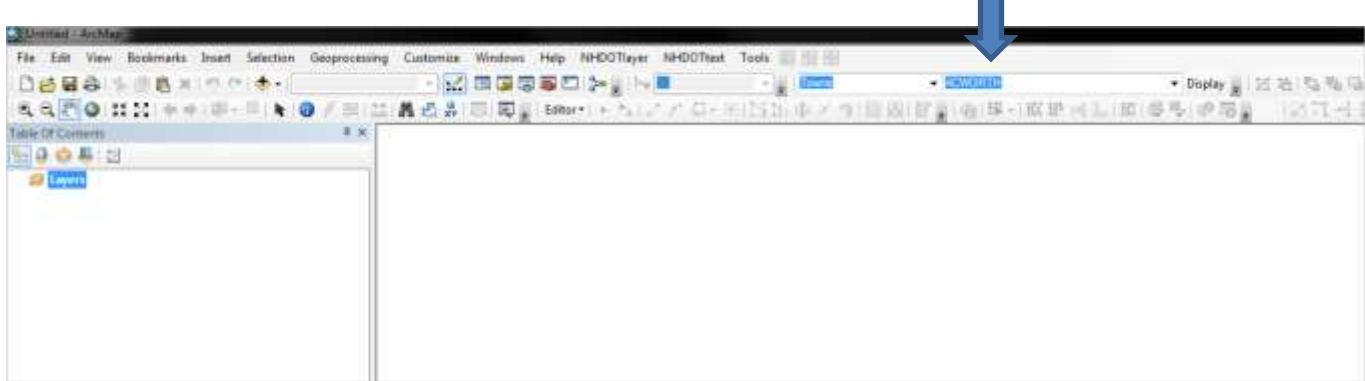 Untitled - ArcMap
File Edit View Bookmarks Insert Selection Geoprocessing Customize Windows Help NHDOTlayer NHDOTtext Tools
Towns ACWORTH Display
Editor
Table Of Contents
Layers